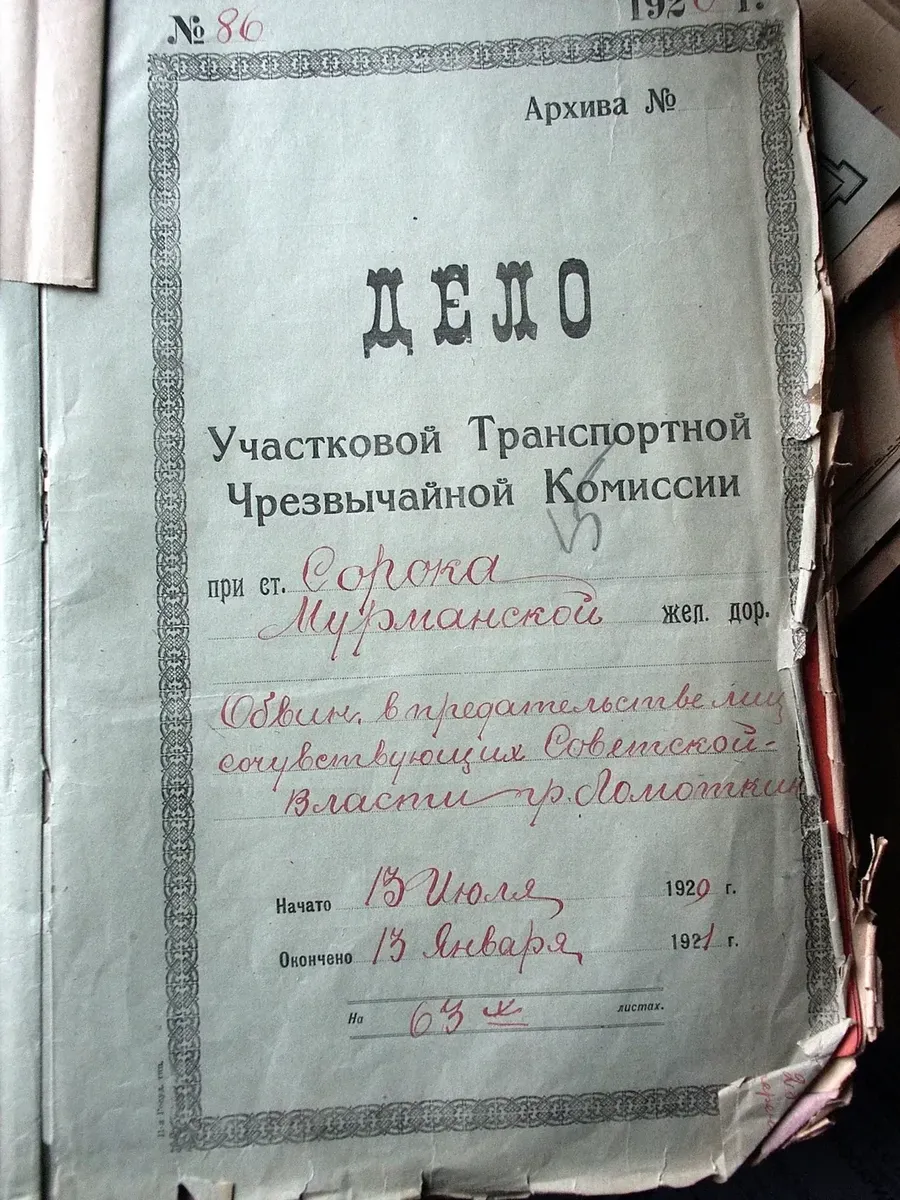 № 86 1920 г.
Архива №
ДЕЛО
Участковой Транспортной
Чрезвычайной Комиссии
при ст. Сорока
Мурманской жел. дор.
Обвин. в предательстве лиц
сочувствующих Советской-
Власти гр. Ломоткин
Начато 13 Июля 1920 г.
Окончено 13 Января 1921 г.
На 63 х листах.